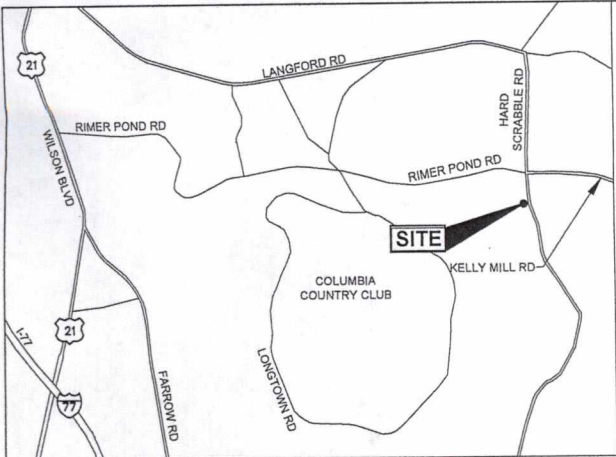 21
LANGFORD RD
HARD
SCRABBLE RD
RIMER POND RD
WILSON BLVD
RIMER POND RD
SITE
KELLY MILL RD
COLUMBIA
COUNTRY CLUB
21
I-77
77
FARROW RD
LONGTOWN RD